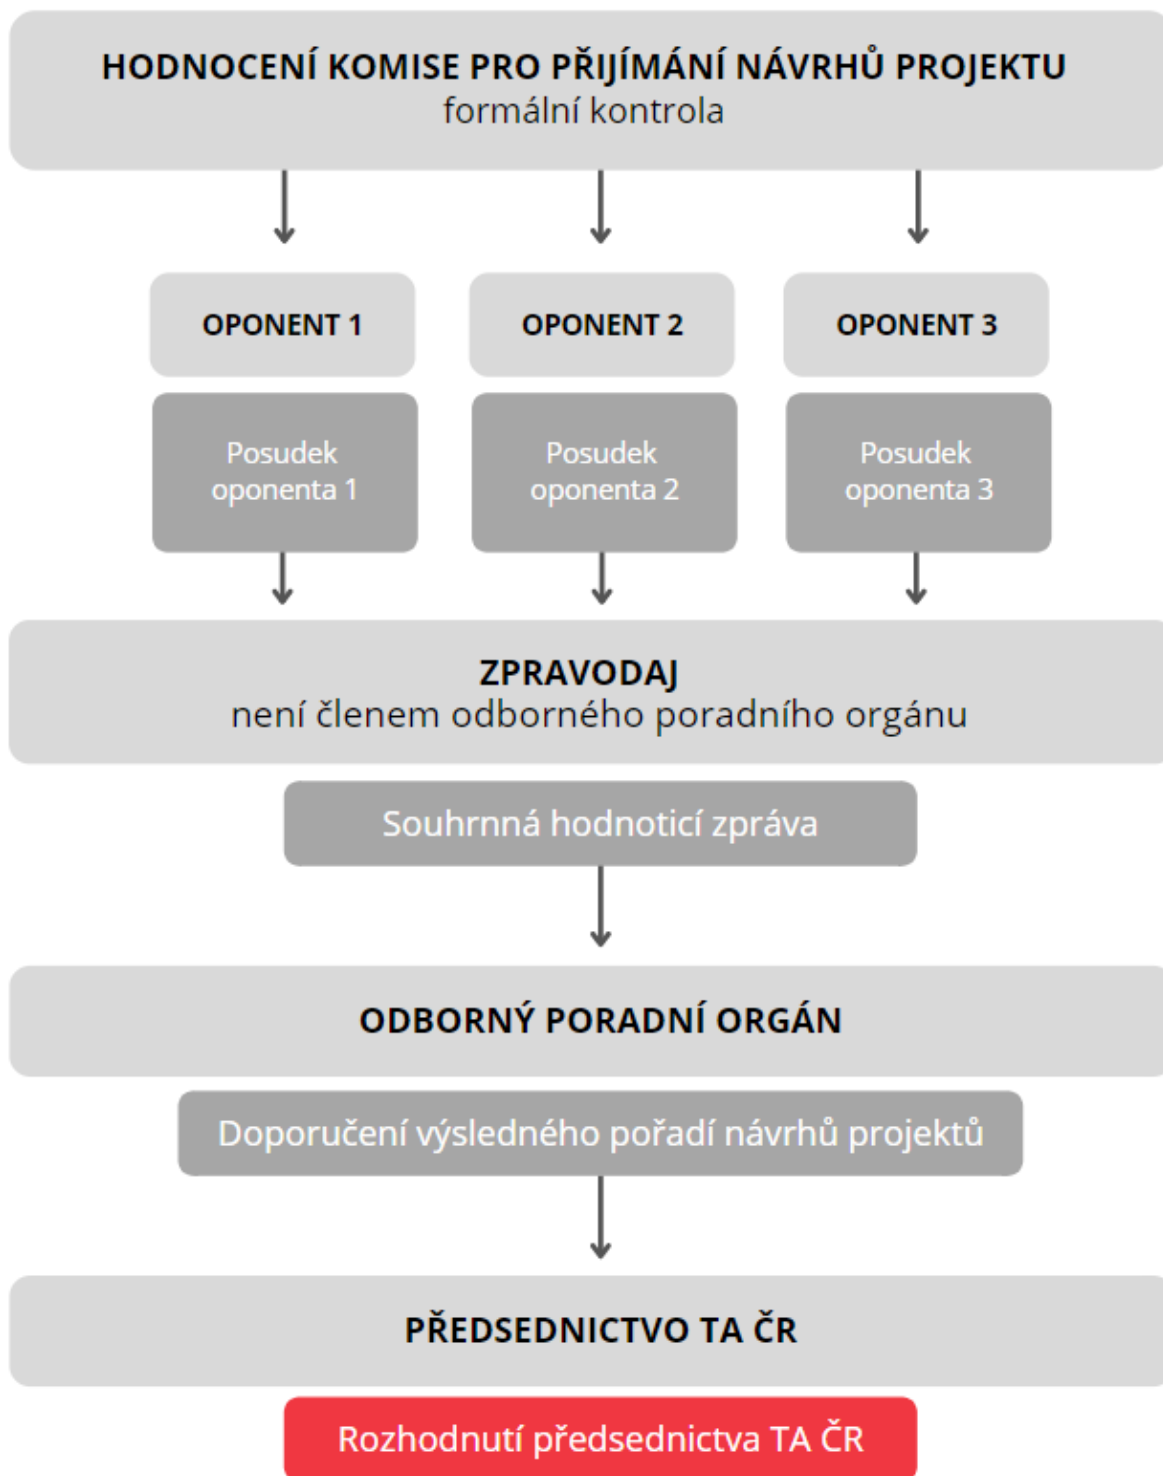 HODNOCENÍ KOMISE PRO PŘIJÍMÁNÍ NÁVRHŮ PROJEKTU
formální kontrola
OPONENT 1
OPONENT 2
OPONENT 3
Posudek
oponenta 1
Posudek
oponenta 2
Posudek
oponenta 3
ZPRAVODAJ
není členem odborného poradního orgánu
Souhrnná hodnoticí zpráva
ODBORNÝ PORADNÍ ORGÁN
Doporučení výsledného pořadí návrhů projektů
PŘEDSEDNICTVO TA ČR
Rozhodnutí předsednictva TA ČR